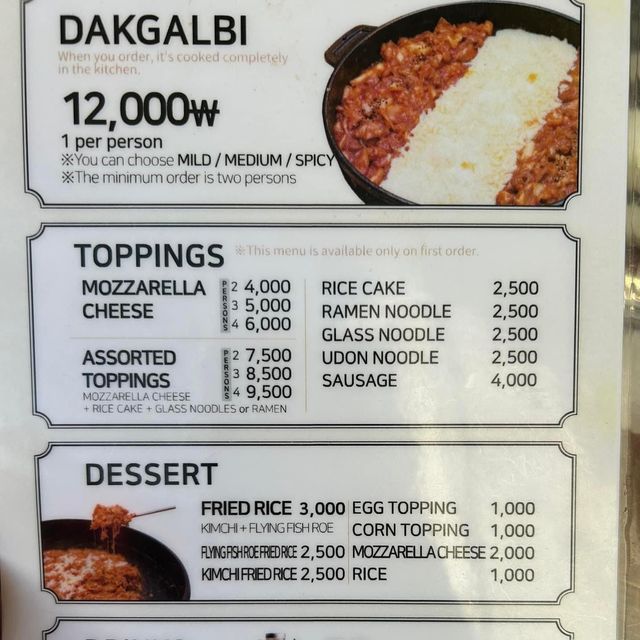 DAKGALBI
When you order, it's cooked completely
in the kitchen.
12,000₩
1 per person
※You can choose MILD / MEDIUM / SPICY
※The minimum order is two persons
TOPPINGS ※This menu is available only on first order.
MOZZARELLA CHEESE
PERSONS
2 4,000
3 5,000
4 6,000
ASSORTED TOPPINGS
PERSONS
2 7,500
3 8,500
4 9,500
MOZZARELLA CHEESE
+ RICE CAKE + GLASS NOODLES or RAMEN
RICE CAKE 2,500
RAMEN NOODLE 2,500
GLASS NOODLE 2,500
UDON NOODLE 2,500
SAUSAGE 4,000
DESSERT
FRIED RICE 3,000
KIMCHI + FLYING FISH ROE
FLYING FISH ROE FRIED RICE 2,500
KIMCHI FRIED RICE 2,500
EGG TOPPING 1,000
CORN TOPPING 1,000
MOZZARELLA CHEESE 2,000
RICE 1,000